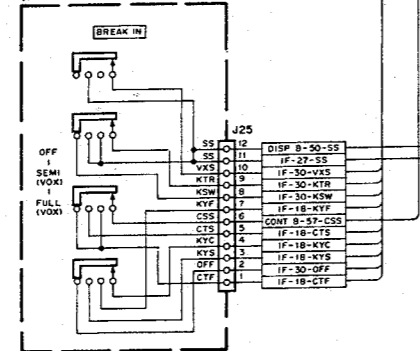 BREAK IN
OFF
SEMI
(VOX)
FULL
(VOX)
J25
SS 12 DISP 8-50-SS
SS 11 IF-27-SS
VXS 10 IF-30-VXS
KTR 9 IF-30-KTR
KSW 8 IF-30-KSW
KYF 7 IF-18-KYF
CSS 6 CONT 8-57-CSS
CTS 5 IF-18-CTS
KYC 4 IF-18-KYC
KYS 3 IF-18-KYS
OFF 2 IF-30-OFF
CTF 1 IF-18-CTF